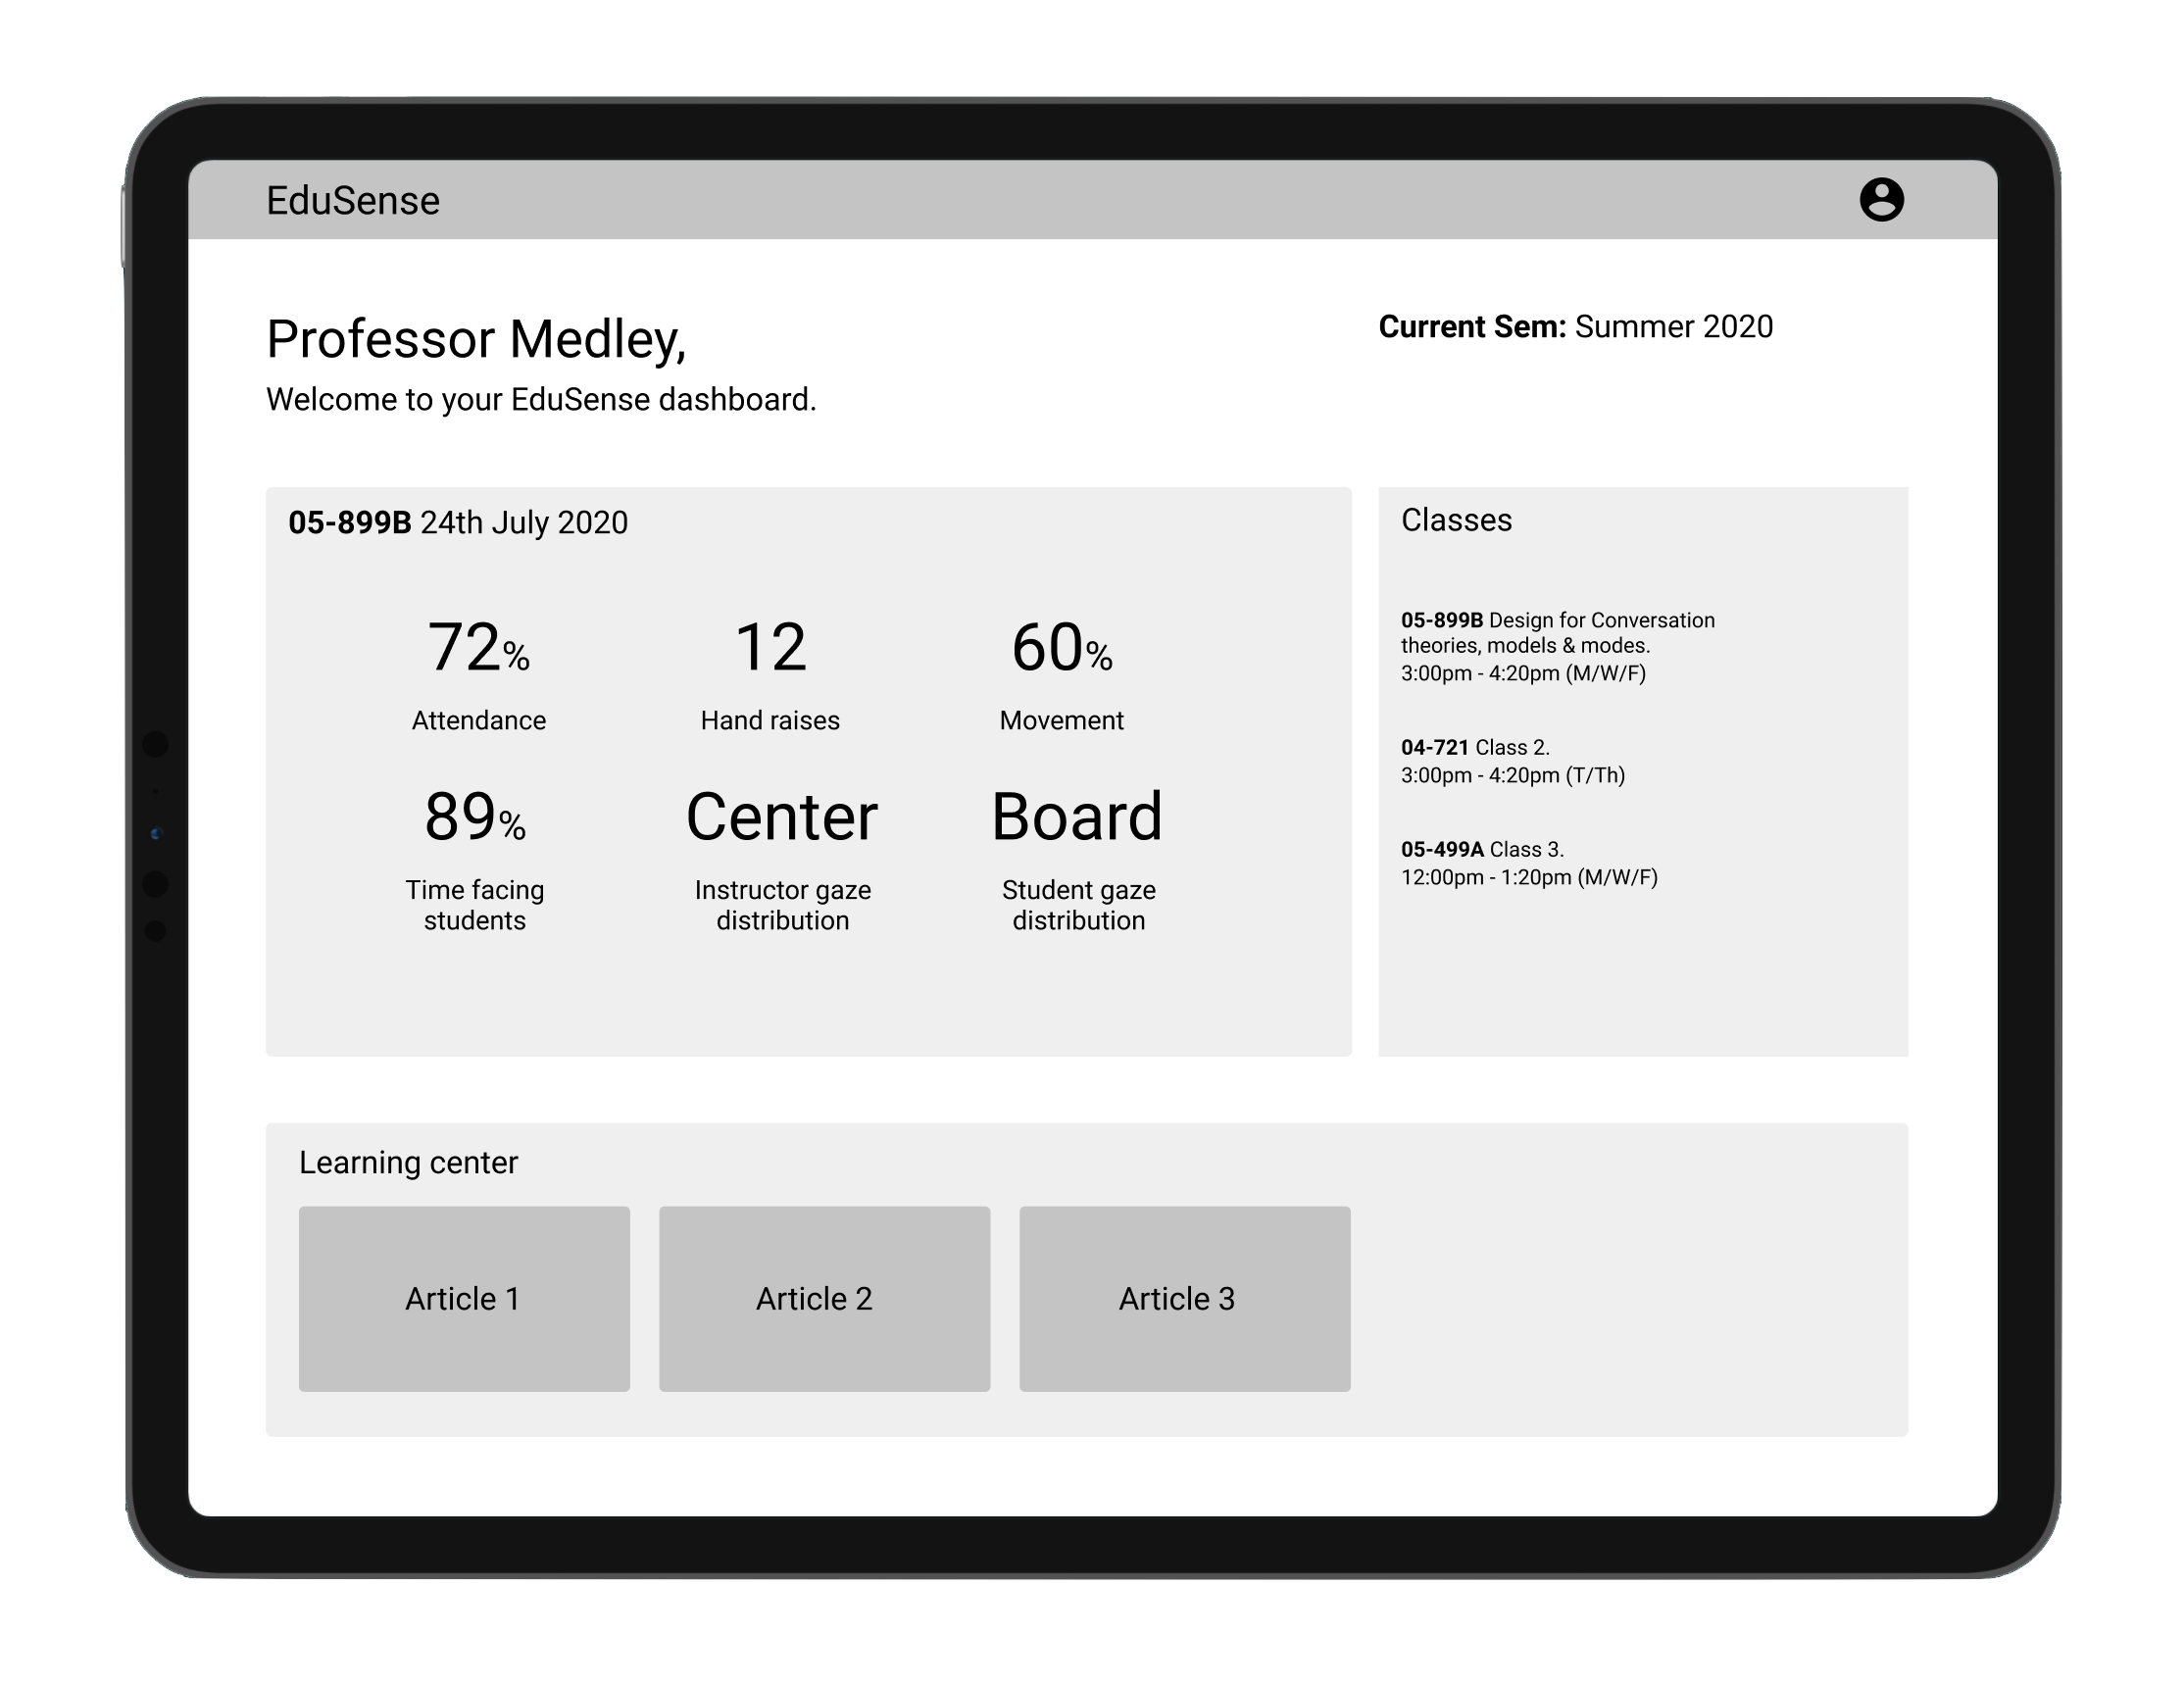 EduSense
Professor Medley,
Welcome to your EduSense dashboard.
Current Sem: Summer 2020
05-899B 24th July 2020
72%
Attendance
12
Hand raises
60%
Movement
89%
Time facing
students
Center
Instructor gaze
distribution
Board
Student gaze
distribution
Classes
05-899B Design for Conversation
theories, models & modes.
3:00pm - 4:20pm (M/W/F)
04-721 Class 2.
3:00pm - 4:20pm (T/Th)
05-499A Class 3.
12:00pm - 1:20pm (M/W/F)
Learning center
Article 1
Article 2
Article 3